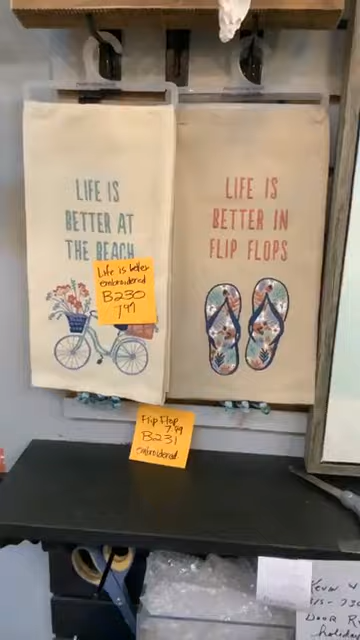 LIFE IS
BETTER AT
THE BEACH
LIFE IS
BETTER IN
FLIP FLOPS
Life is better
embroidered
B230
7.99
Flip Flop
7.99
B231
embroidered